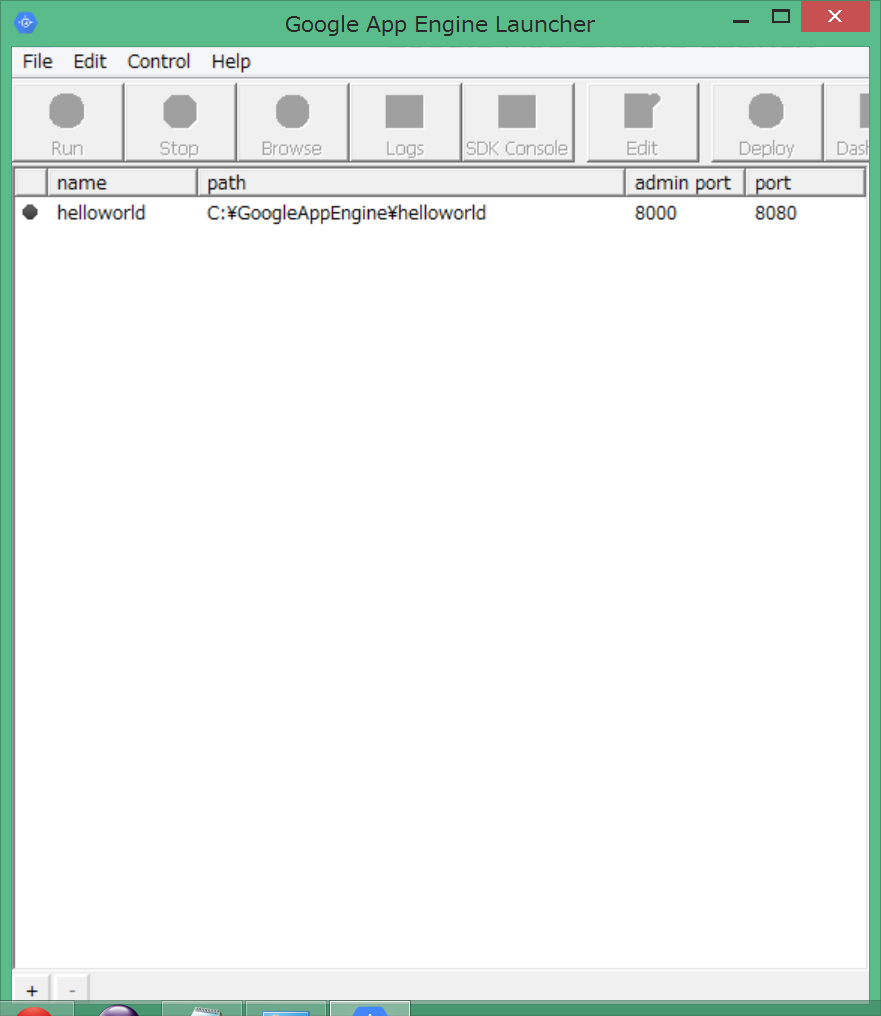 Google App Engine Launcher
File Edit Control Help
Run Stop Browse Logs SDK Console Edit Deploy Dash
name path admin port port
helloworld C:¥GoogleAppEngine¥helloworld 8000 8080
+ -